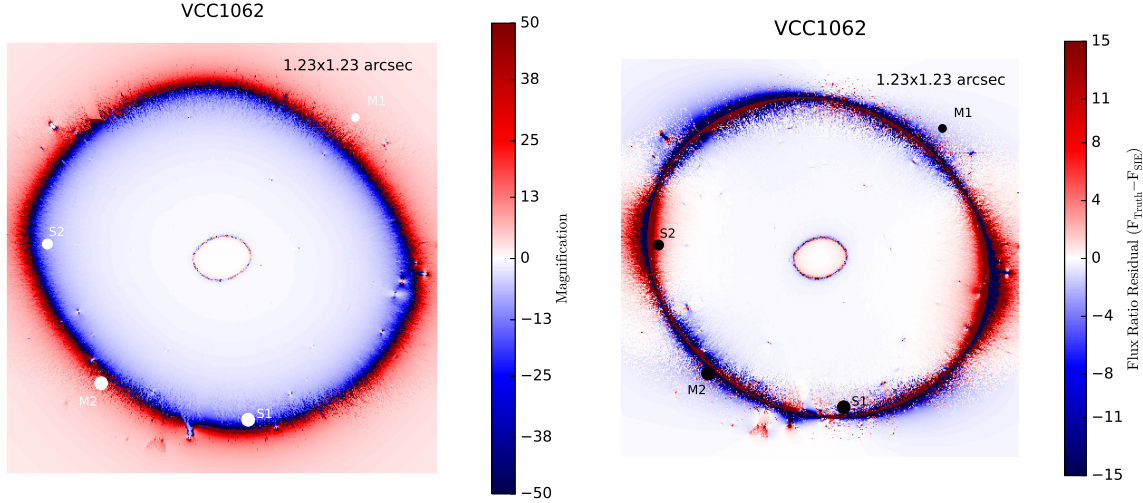 VCC1062
1.23x1.23 arcsec
M1
S2
M2
S1
50
38
25
13
0
−13
−25
−38
−50
Magnification
VCC1062
1.23x1.23 arcsec
M1
S2
M2
S1
15
11
8
4
0
−4
−8
−11
−15
Flux Ratio Residual (F_Truth−F_SIE)